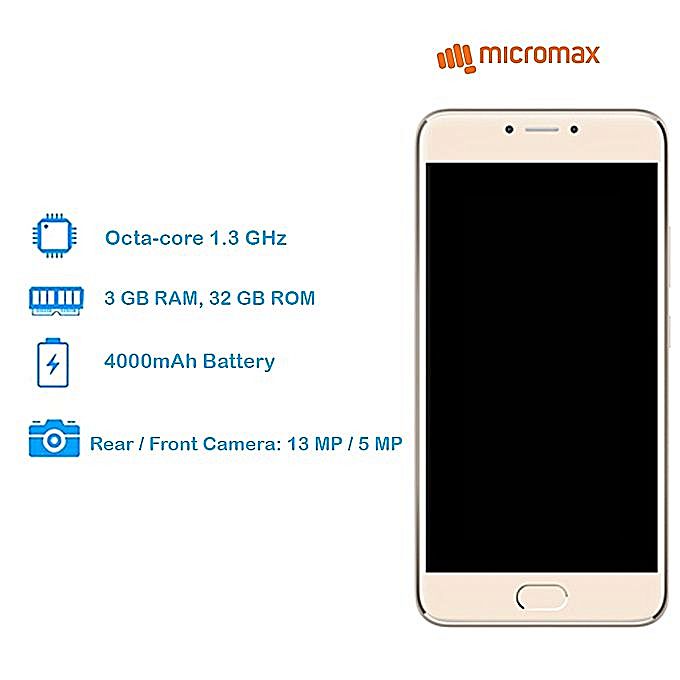 micromax
Octa-core 1.3 GHz
3 GB RAM, 32 GB ROM
4000mAh Battery
Rear / Front Camera: 13 MP / 5 MP